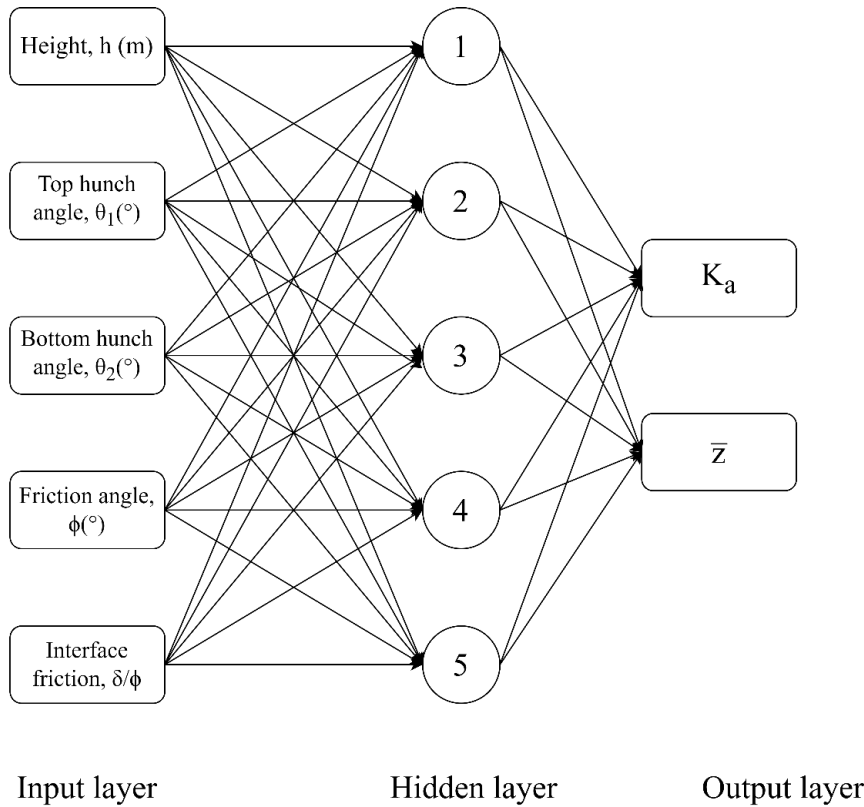 Height, h (m)
Top hunch
angle, θ₁(°)
Bottom hunch
angle, θ₂(°)
Friction angle,
ϕ(°)
Interface
friction, δ/ϕ
1
2
3
4
5
Kₐ
z̅
Input layer
Hidden layer
Output layer